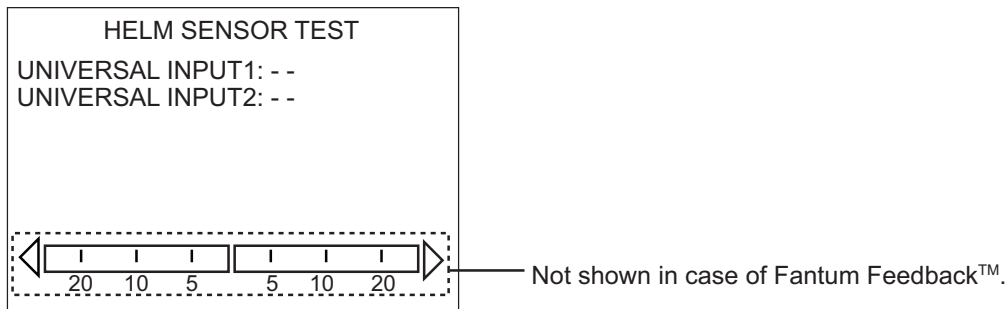 HELM SENSOR TEST
UNIVERSAL INPUT1: - -
UNIVERSAL INPUT2: - -
20 10 5 5 10 20
Not shown in case of Fantum Feedback™.